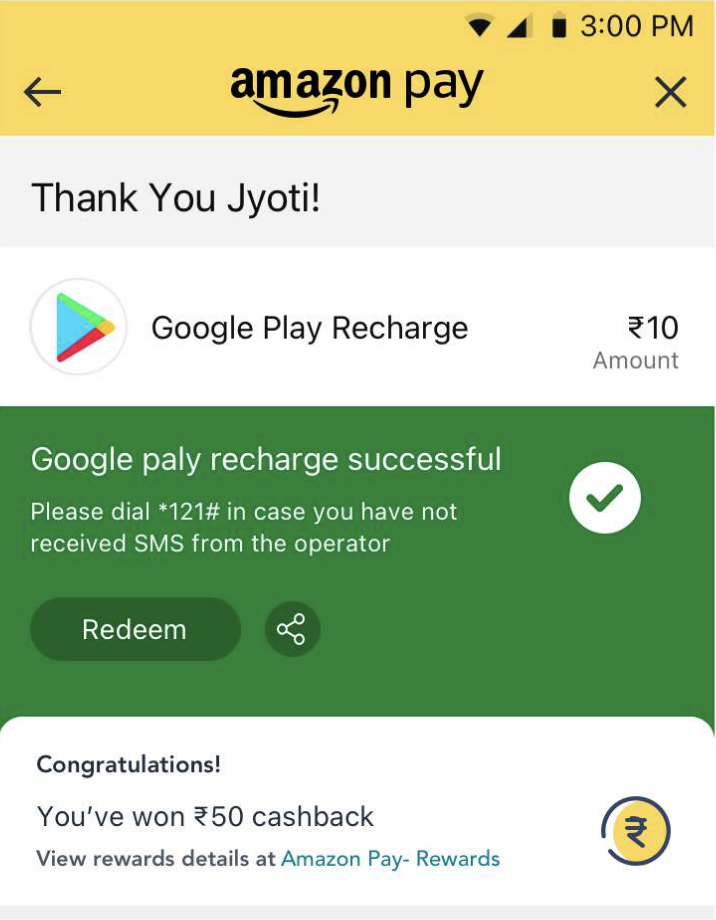 3:00 PM
amazon pay
Thank You Jyoti!
Google Play Recharge
₹10
Amount
Google paly recharge successful
Please dial *121# in case you have not
received SMS from the operator
Redeem
Congratulations!
You’ve won ₹50 cashback
₹
View rewards details at Amazon Pay- Rewards